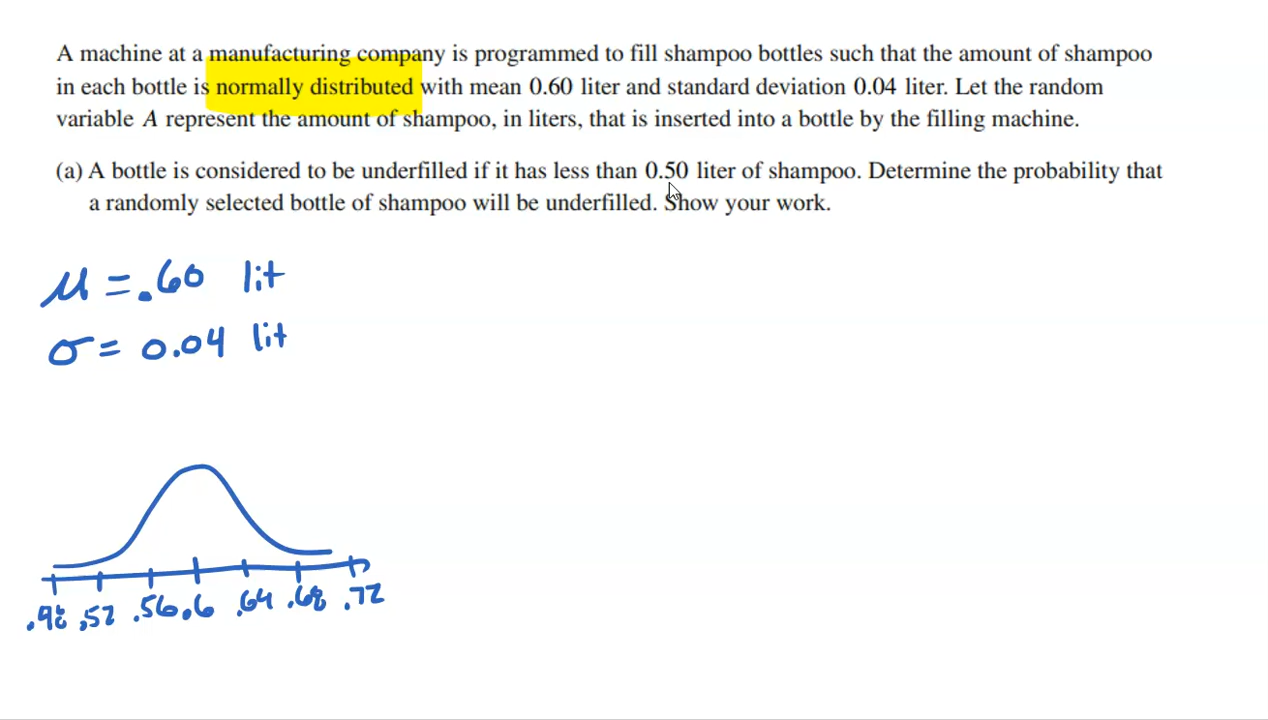 A machine at a manufacturing company is programmed to fill shampoo bottles such that the amount of shampoo
in each bottle is normally distributed with mean 0.60 liter and standard deviation 0.04 liter. Let the random
variable A represent the amount of shampoo, in liters, that is inserted into a bottle by the filling machine.
(a) A bottle is considered to be underfilled if it has less than 0.50 liter of shampoo. Determine the probability that
a randomly selected bottle of shampoo will be underfilled. Show your work.
μ = .60 lit
σ = 0.04 lit
.48 .52 .56 .6 .64 .68 .72